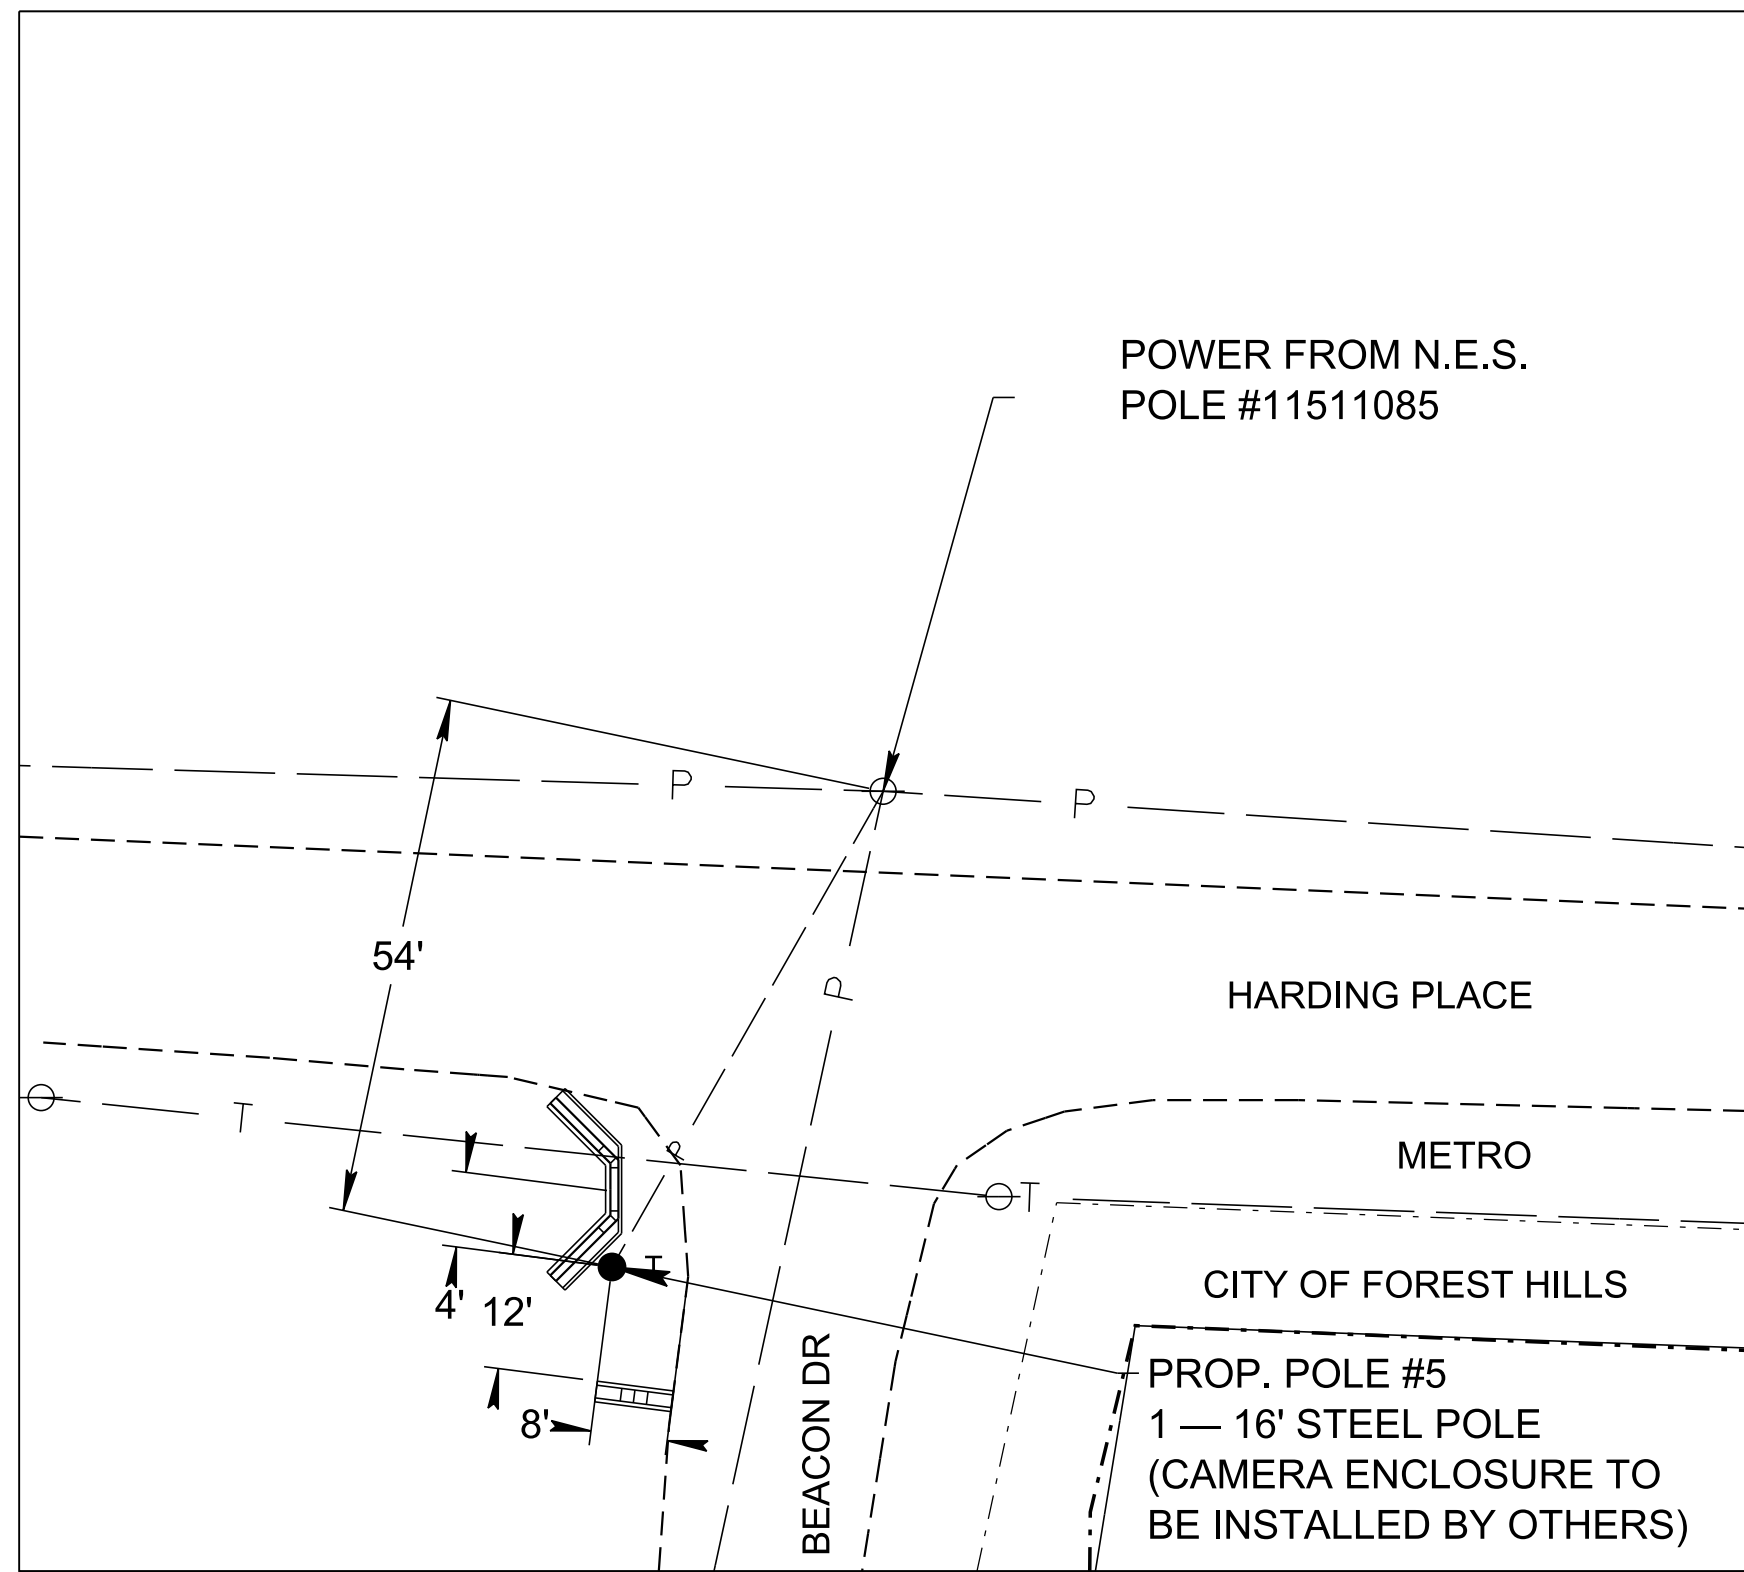 POWER FROM N.E.S.
POLE #11511085
P
P
54'
P
HARDING PLACE
T
P
METRO
T
T
CITY OF FOREST HILLS
4'
12'
BEACON DR
PROP. POLE #5
8'
1 — 16' STEEL POLE
(CAMERA ENCLOSURE TO
BE INSTALLED BY OTHERS)